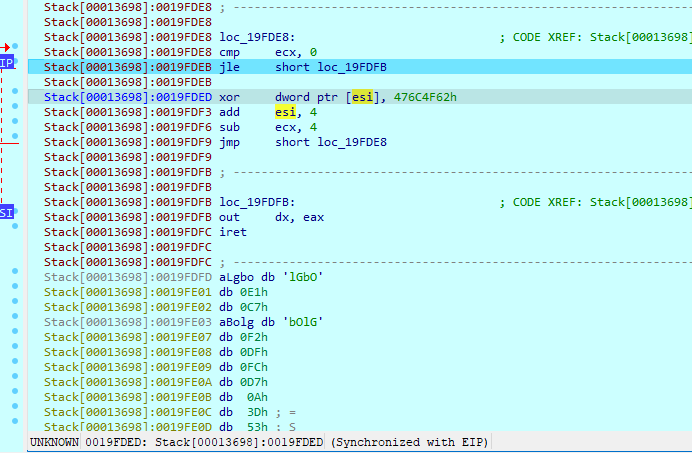 Stack[00013698]:0019FDE8 ; ---------------------------------------------------------------
Stack[00013698]:0019FDE8
Stack[00013698]:0019FDE8 loc_19FDE8: ; CODE XREF: Stack[00013698]
Stack[00013698]:0019FDE8 cmp ecx, 0
IP Stack[00013698]:0019FDEB jle short loc_19FDFB
Stack[00013698]:0019FDEB
Stack[00013698]:0019FDED xor dword ptr [esi], 476C4F62h
Stack[00013698]:0019FDF3 add esi, 4
Stack[00013698]:0019FDF6 sub ecx, 4
Stack[00013698]:0019FDF9 jmp short loc_19FDE8
Stack[00013698]:0019FDF9
Stack[00013698]:0019FDF9 ; ---------------------------------------------------------------
Stack[00013698]:0019FDFB
SI Stack[00013698]:0019FDFB loc_19FDFB: ; CODE XREF: Stack[00013698]
Stack[00013698]:0019FDFB out dx, eax
Stack[00013698]:0019FDFC iret
Stack[00013698]:0019FDFC
Stack[00013698]:0019FDFC ; ---------------------------------------------------------------
Stack[00013698]:0019FDFD aLgbo db 'lGbO'
Stack[00013698]:0019FE01 db 0E1h
Stack[00013698]:0019FE02 db 0C7h
Stack[00013698]:0019FE03 aBolg db 'bOlG'
Stack[00013698]:0019FE07 db 0F2h
Stack[00013698]:0019FE08 db 0DFh
Stack[00013698]:0019FE09 db 0FCh
Stack[00013698]:0019FE0A db 0D7h
Stack[00013698]:0019FE0B db 0Ah
Stack[00013698]:0019FE0C db 3Dh ; =
Stack[00013698]:0019FE0D db 53h : S
UNKNOWN 0019FDED: Stack[00013698]:0019FDED (Synchronized with EIP)